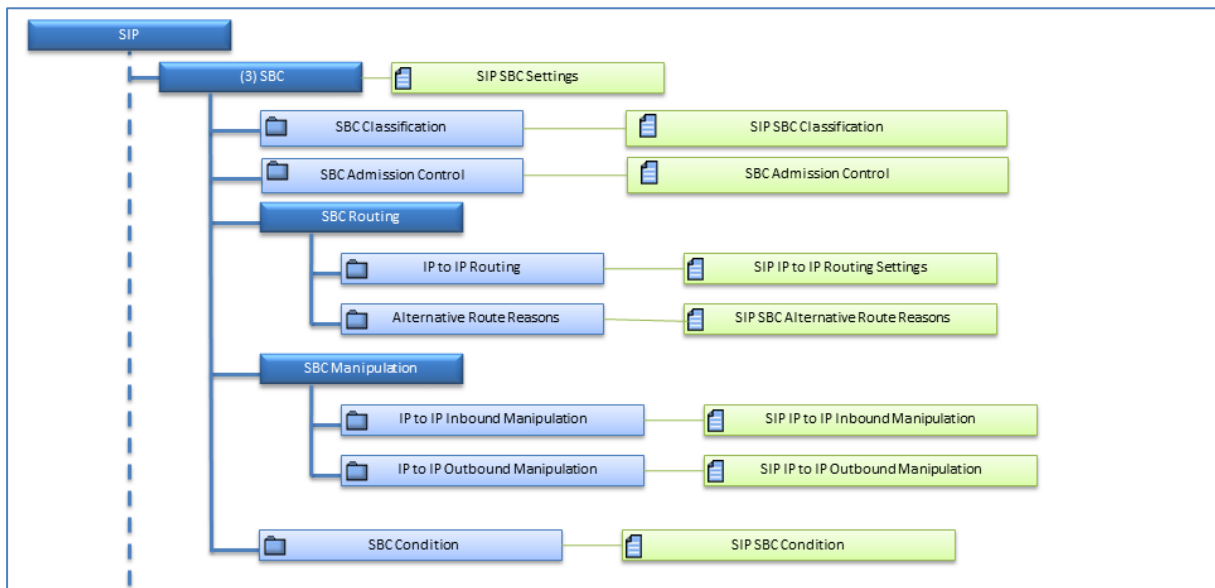 SIP
(3) SBC
SIP SBC Settings
SBC Classification
SIP SBC Classification
SBC Admission Control
SBC Admission Control
SBC Routing
IP to IP Routing
SIP IP to IP Routing Settings
Alternative Route Reasons
SIP SBC Alternative Route Reasons
SBC Manipulation
IP to IP Inbound Manipulation
SIP IP to IP Inbound Manipulation
IP to IP Outbound Manipulation
SIP IP to IP Outbound Manipulation
SBC Condition
SIP SBC Condition